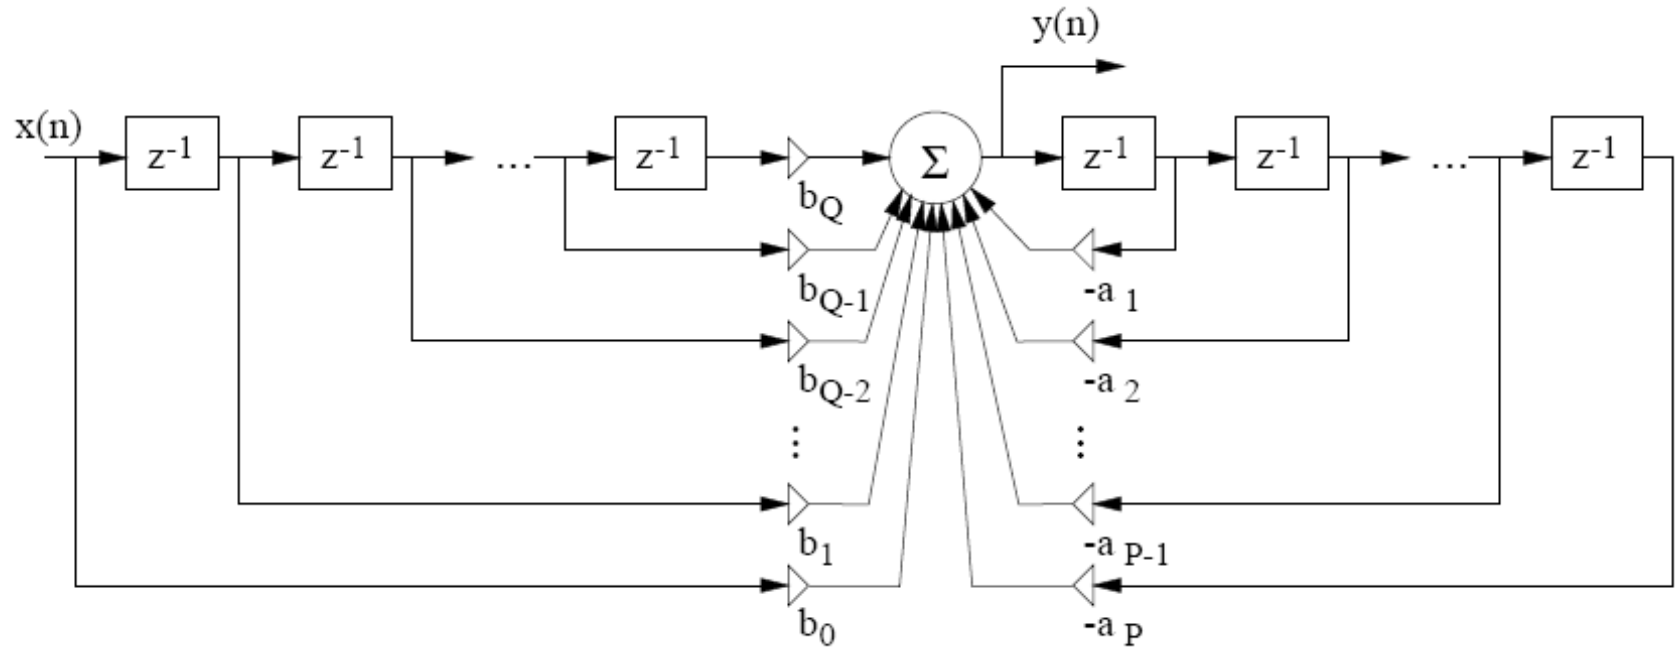 y(n)
x(n)
z-1 z-1 ... z-1 Σ z-1 z-1 ... z-1
bQ
bQ-1 -a 1
bQ-2 -a 2
⋮ ⋮
b1 -a P-1
b0 -a P